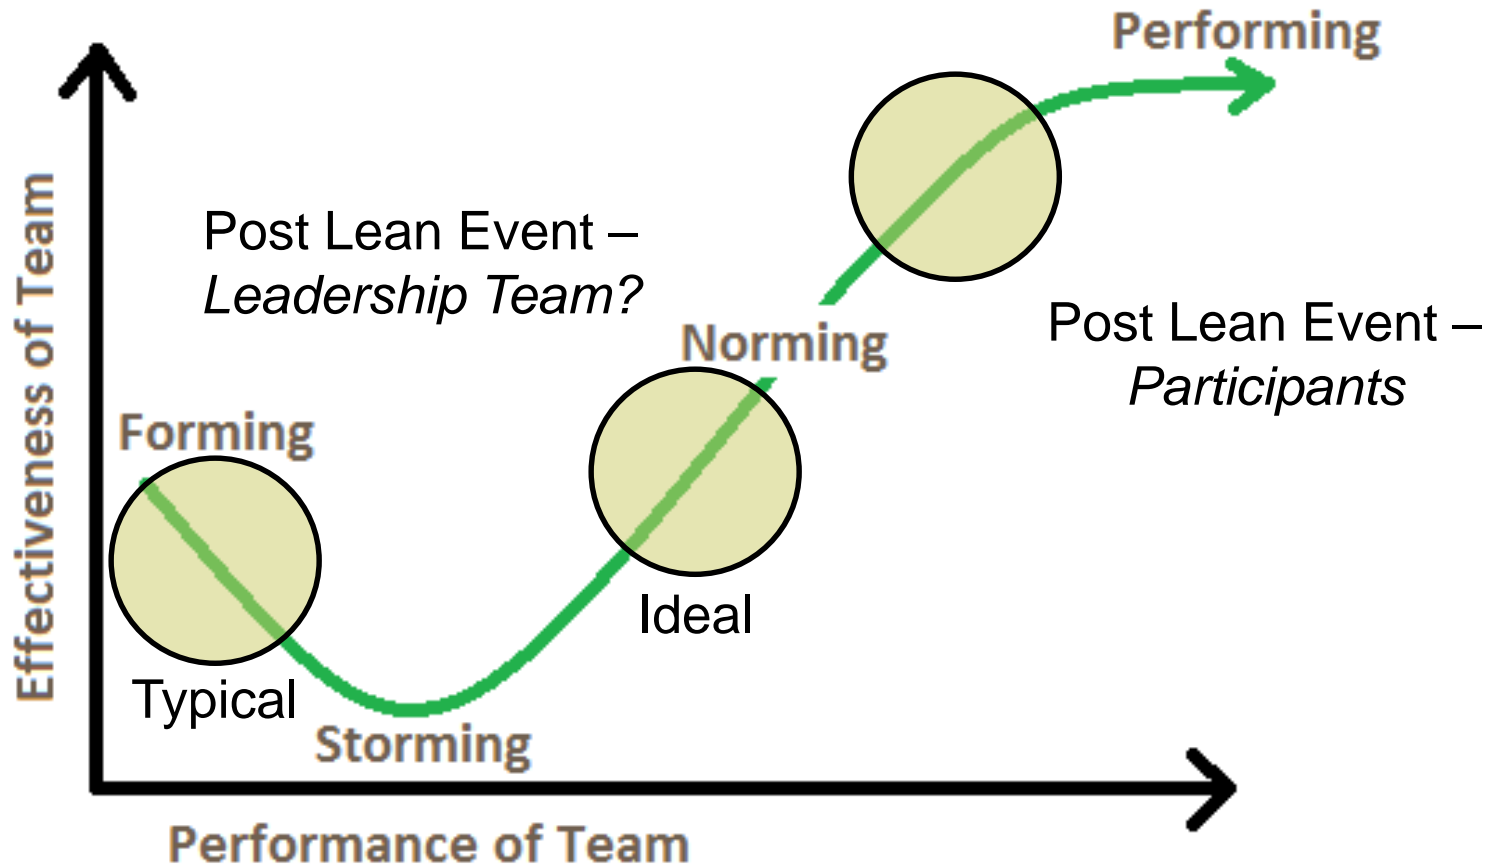 Performing
Post Lean Event –
Leadership Team?
Norming
Post Lean Event –
Participants
Forming
Effectiveness of Team
Ideal
Typical
Storming
Performance of Team